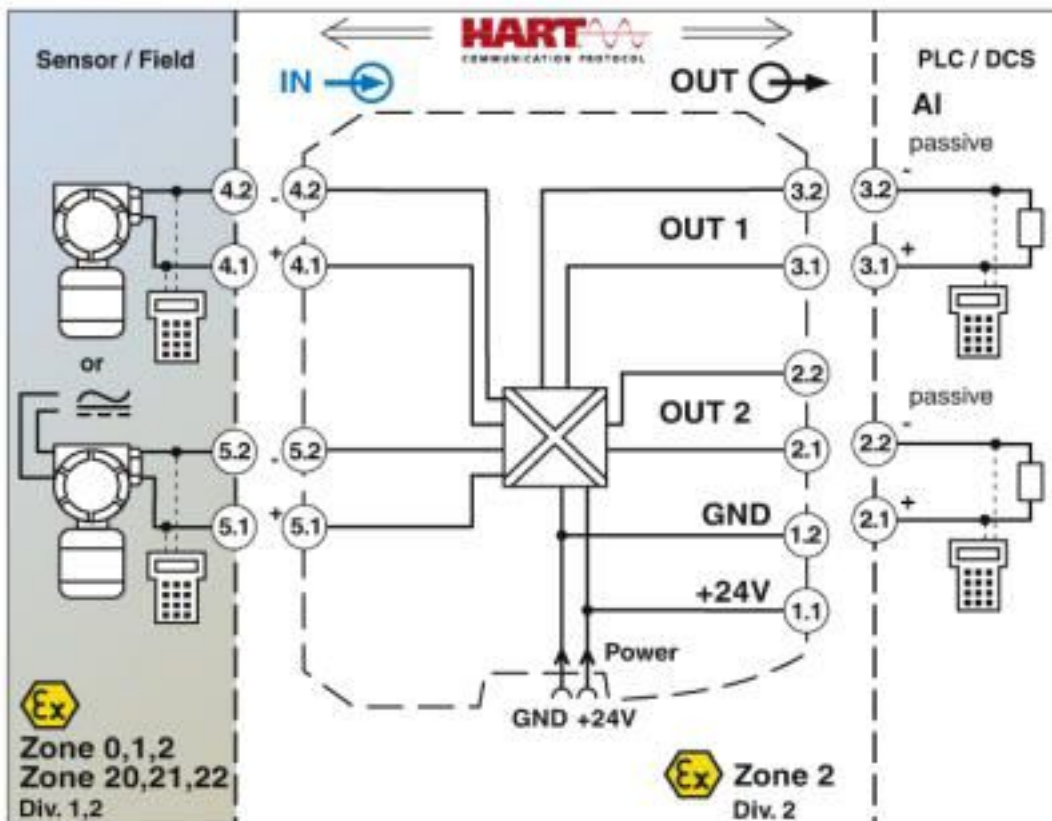 Sensor / Field
HART
COMMUNICATION PROTOCOL
PLC / DCS
IN
OUT
AI
passive
4.2
-
4.2
3.2
3.2
-
OUT 1
4.1
+
4.1
3.1
3.1
+
or
2.2
passive
OUT 2
5.2
-
5.2
2.1
2.2
-
GND
5.1
+
5.1
1.2
2.1
+
+24V
1.1
Power
GND +24V
Ex
Zone 0,1,2
Zone 20,21,22
Div. 1,2
Ex
Zone 2
Div. 2